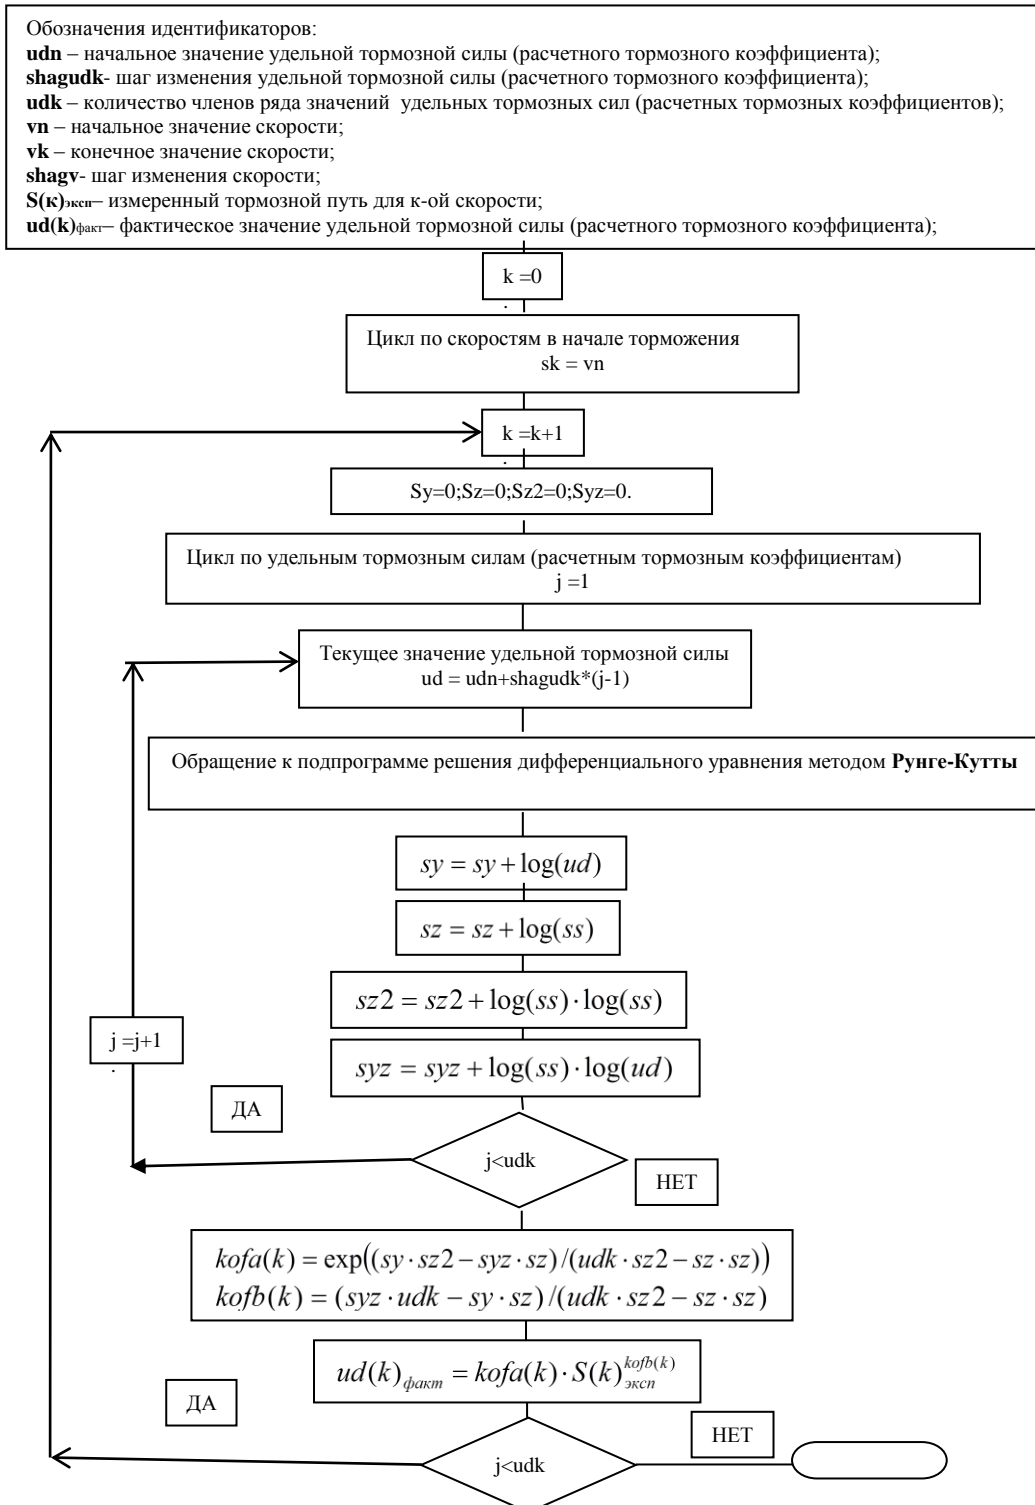 Обозначения идентификаторов:
udn – начальное значение удельной тормозной силы (расчетного тормозного коэффициента);
shagudk- шаг изменения удельной тормозной силы (расчетного тормозного коэффициента);
udk – количество членов ряда значений удельных тормозных сил (расчетных тормозных коэффициентов);
vn – начальное значение скорости;
vk – конечное значение скорости;
shagv- шаг изменения скорости;
S(к)эксп– измеренный тормозной путь для к-ой скорости;
ud(k)факт– фактическое значение удельной тормозной силы (расчетного тормозного коэффициента);
k =0
.
Цикл по скоростям в начале торможения
sk = vn
k =k+1
.
Sy=0;Sz=0;Sz2=0;Syz=0.
Цикл по удельным тормозным силам (расчетным тормозным коэффициентам)
j =1
Текущее значение удельной тормозной силы
ud = udn+shagudk*(j-1)
Обращение к подпрограмме решения дифференциального уравнения методом Рунге-Кутты
sy = sy + log(ud)
sz = sz + log(ss)
sz2 = sz2 + log(ss)·log(ss)
j =j+1
.
syz = syz + log(ss)·log(ud)
ДА
j<udk
НЕТ
kofa(k) = exp((sy·sz2 − syz·sz)/(udk·sz2 − sz·sz))
kofb(k) = (syz·udk − sy·sz)/(udk·sz2 − sz·sz)
ud(k)факт = kofa(k)·S(k)эксп^kofb(k)
ДА
НЕТ
j<udk